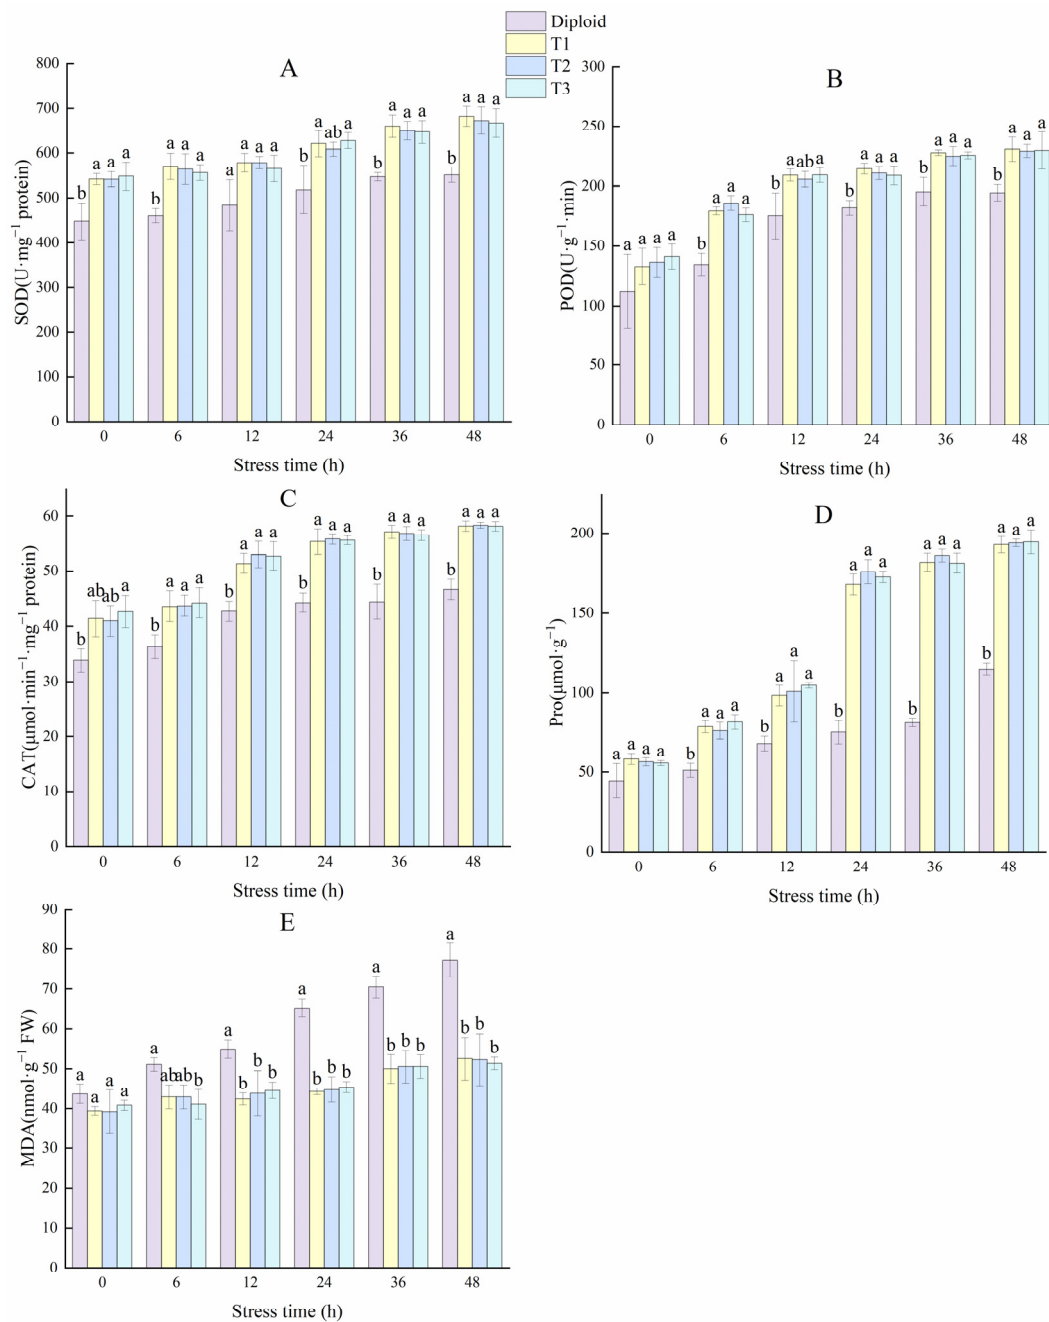 Diploid
T1
T2
T3
A
SOD(U·mg⁻¹ protein)
800
700
600
500
400
300
200
100
0
b a a a
b a a a
a a a a
b a ab a
b a a a
b a a a
0 6 12 24 36 48
Stress time (h)
B
POD(U·g⁻¹·min)
300
250
200
150
100
50
0
a a a a
b a a a
b a ab a
b a a a
b a a a
b a a a
0 6 12 24 36 48
Stress time (h)
C
CAT(μmol·min⁻¹·mg⁻¹ protein)
60
50
40
30
20
10
0
b ab ab a
b a a a
b a a a
b a a a
b a a a
b a a a
0 6 12 24 36 48
Stress time (h)
D
Pro(μmol·g⁻¹)
200
150
100
50
0
a a a a
b a a a
b a a a
b a a a
b a a a
b a a a
0 6 12 24 36 48
Stress time (h)
E
MDA(nmol·g⁻¹ FW)
90
80
70
60
50
40
30
20
10
0
a a a a
a ab ab b
a b b b
a b b b
a b b b
a b b b
0 6 12 24 36 48
Stress time (h)